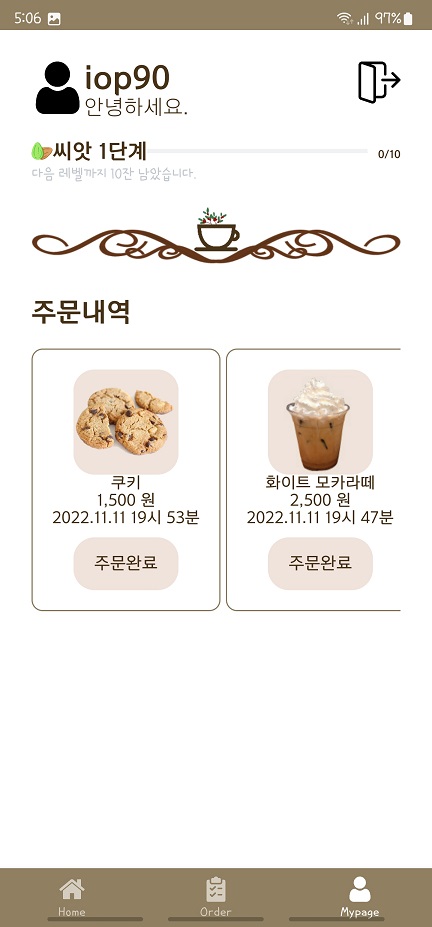 5:06
97%
iop90
안녕하세요.
씨앗 1단계
0/10
다음 레벨까지 10잔 남았습니다.
주문내역
쿠키
1,500 원
2022.11.11 19시 53분
주문완료
화이트 모카라떼
2,500 원
2022.11.11 19시 47분
주문완료
Home
Order
Mypage